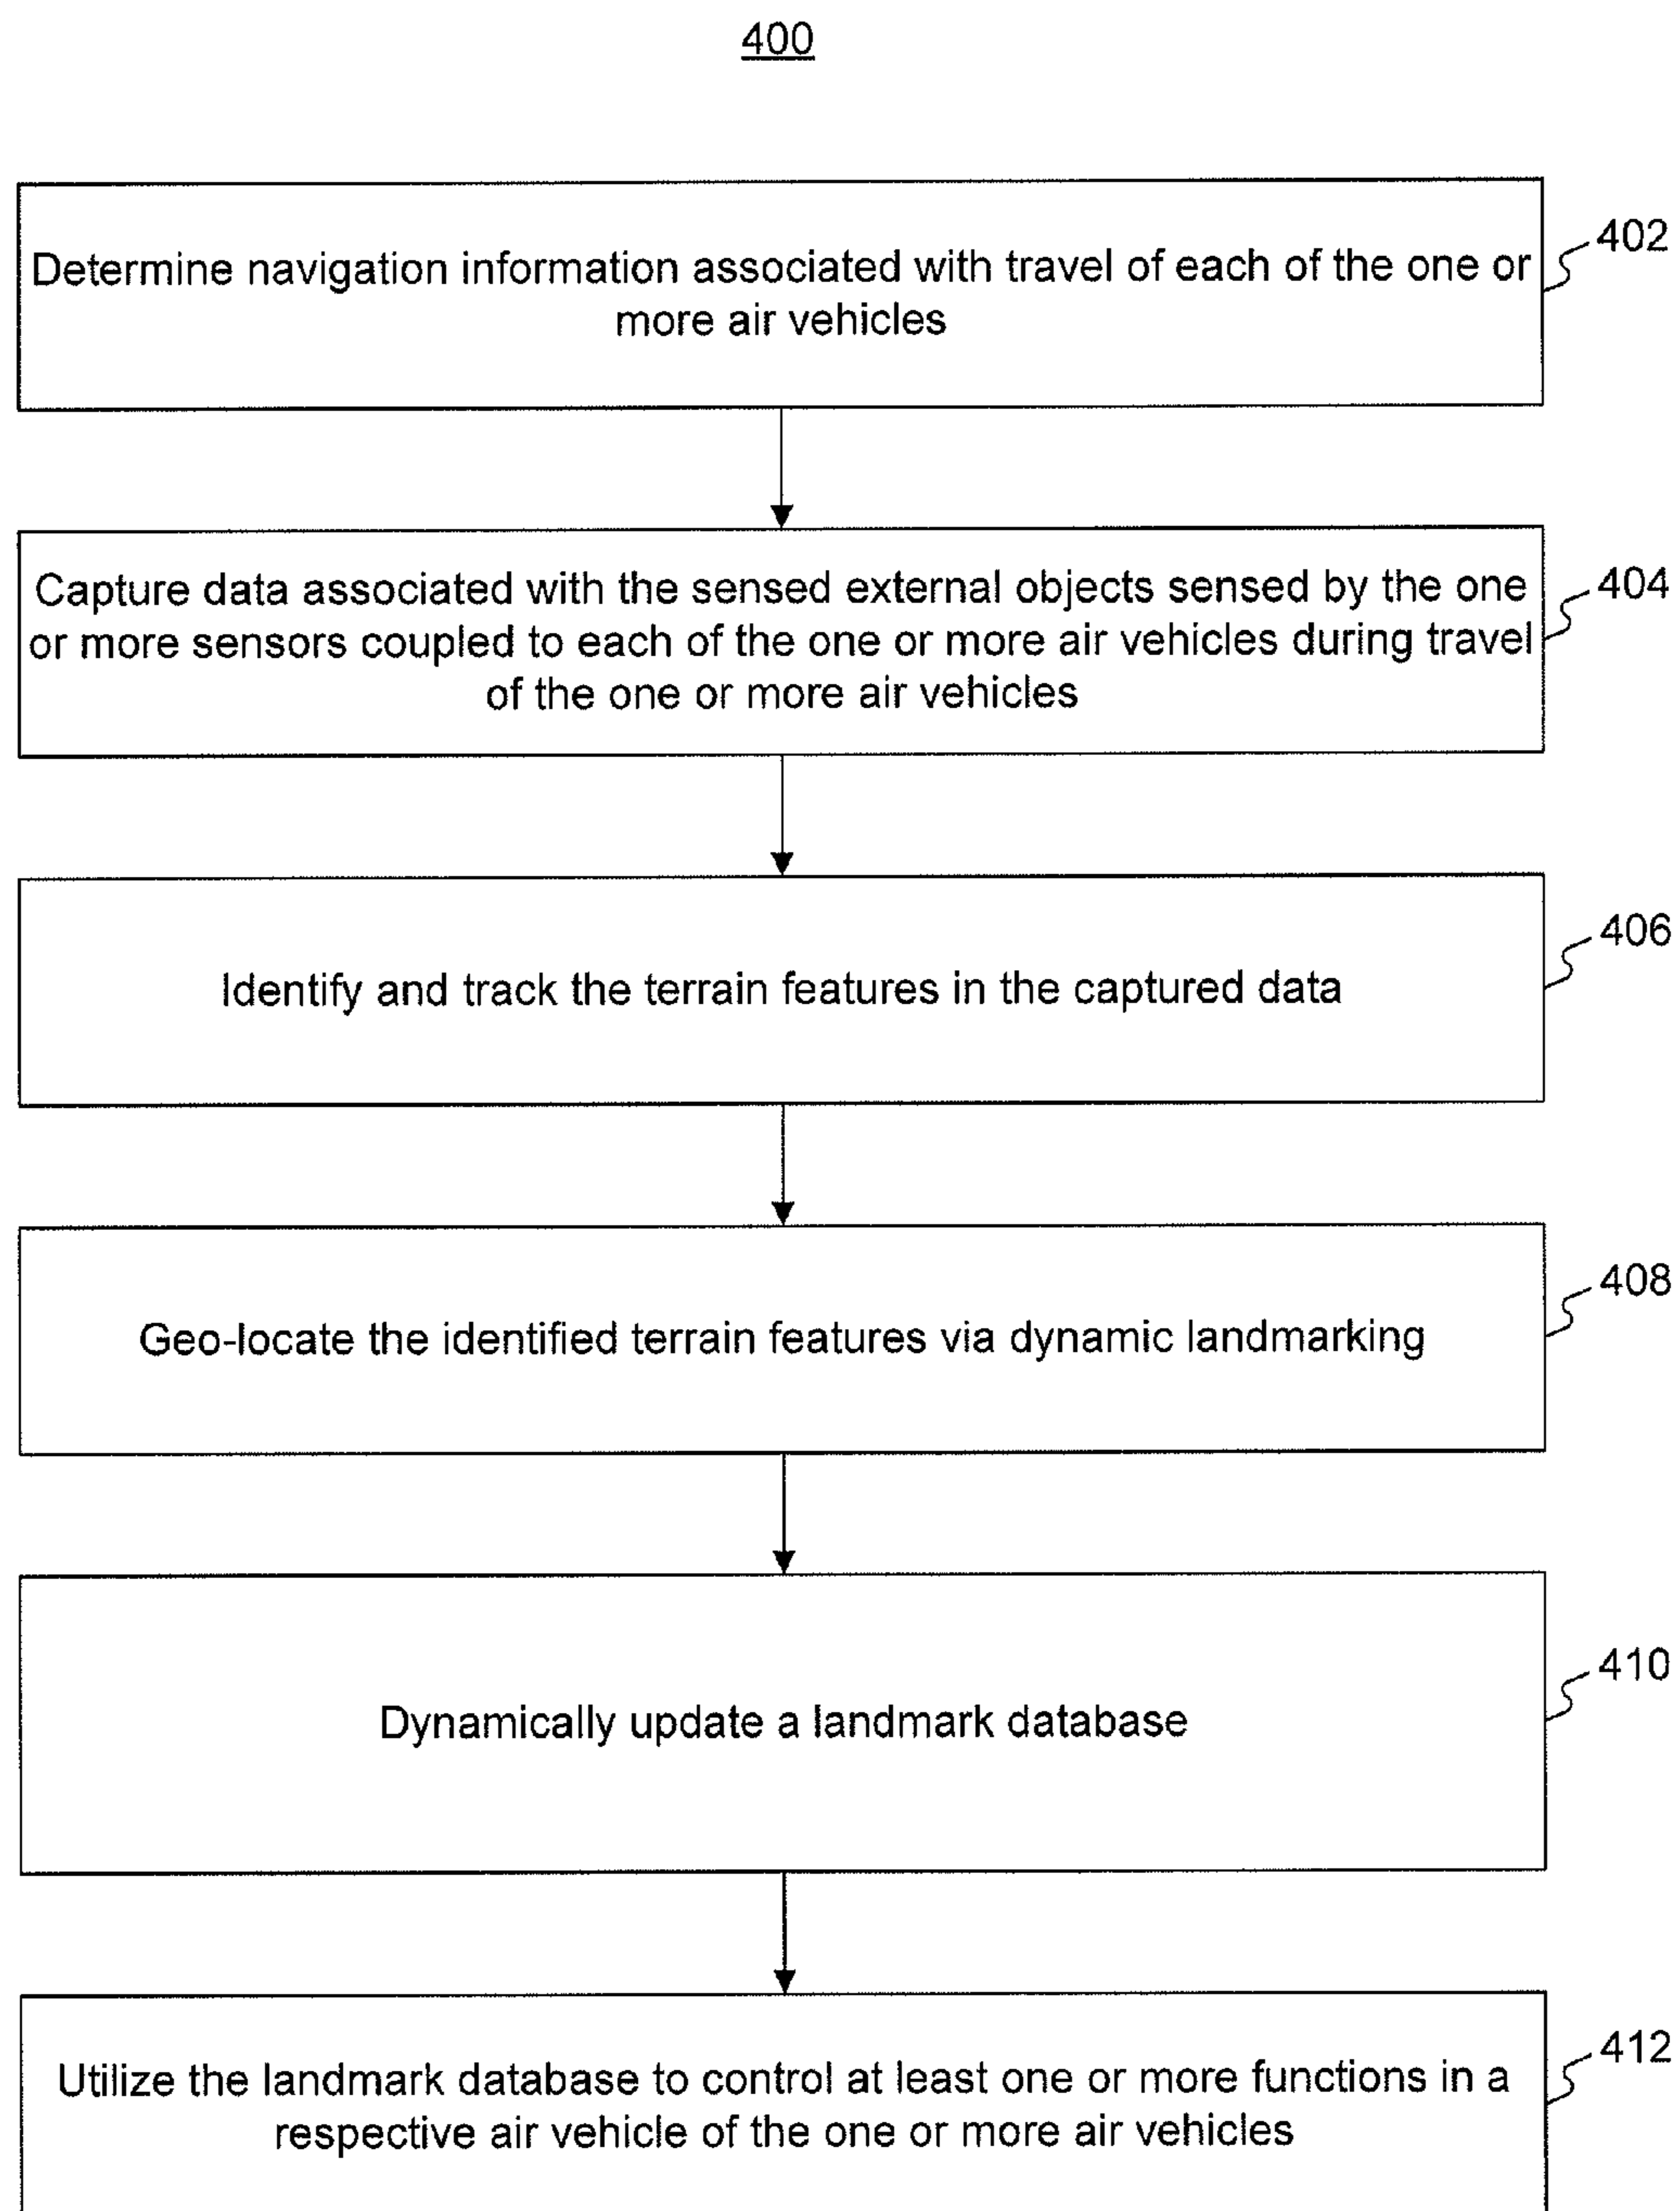 400
Determine navigation information associated with travel of each of the one or
more air vehicles
402
Capture data associated with the sensed external objects sensed by the one
or more sensors coupled to each of the one or more air vehicles during travel
of the one or more air vehicles
404
Identify and track the terrain features in the captured data
406
Geo-locate the identified terrain features via dynamic landmarking
408
Dynamically update a landmark database
410
Utilize the landmark database to control at least one or more functions in a
respective air vehicle of the one or more air vehicles
412